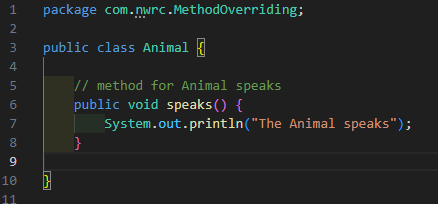 1 package com.nwrc.MethodOverriding;
2
3 public class Animal {
4
5 // method for Animal speaks
6 public void speaks() {
7 System.out.println("The Animal speaks");
8 }
9
10 }
11